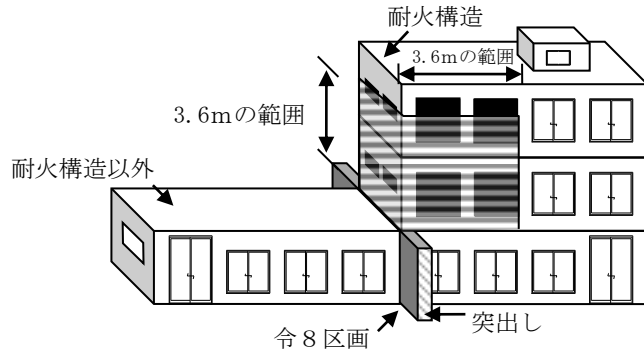 耐火構造
3.6mの範囲
3.6mの範囲
耐火構造以外
突出し
令８区画